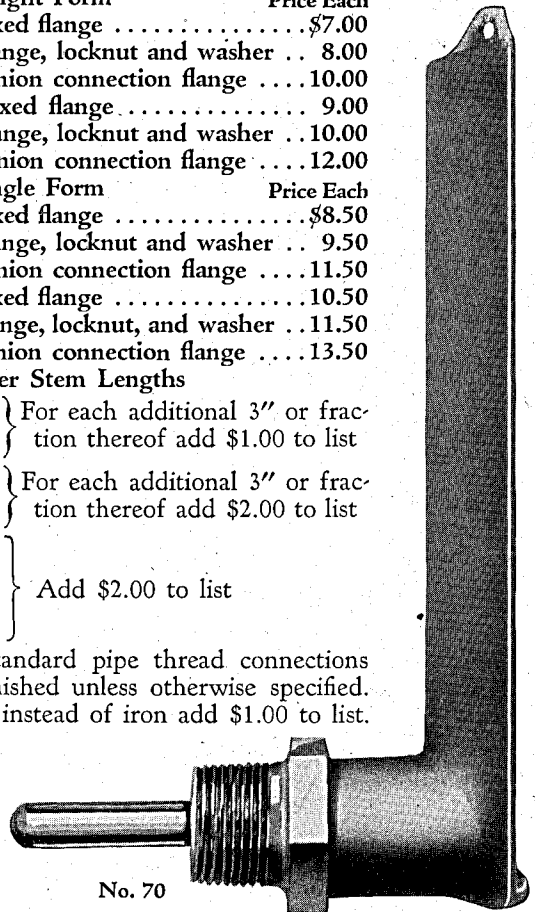 ght Form Price Each
xed flange ............... $7.00
nge, locknut and washer .. 8.00
nion connection flange .... 10.00
xed flange ............... 9.00
nge, locknut and washer .. 10.00
nion connection flange .... 12.00
ngle Form Price Each
xed flange ............... $8.50
nge, locknut and washer .. 9.50
nion connection flange .... 11.50
xed flange ............... 10.50
nge, locknut, and washer .. 11.50
nion connection flange .... 13.50
er Stem Lengths
For each additional 3" or frac-
tion thereof add $1.00 to list
For each additional 3" or frac-
tion thereof add $2.00 to list
Add $2.00 to list
tandard pipe thread connections
nished unless otherwise specified.
instead of iron add $1.00 to list.
No. 70